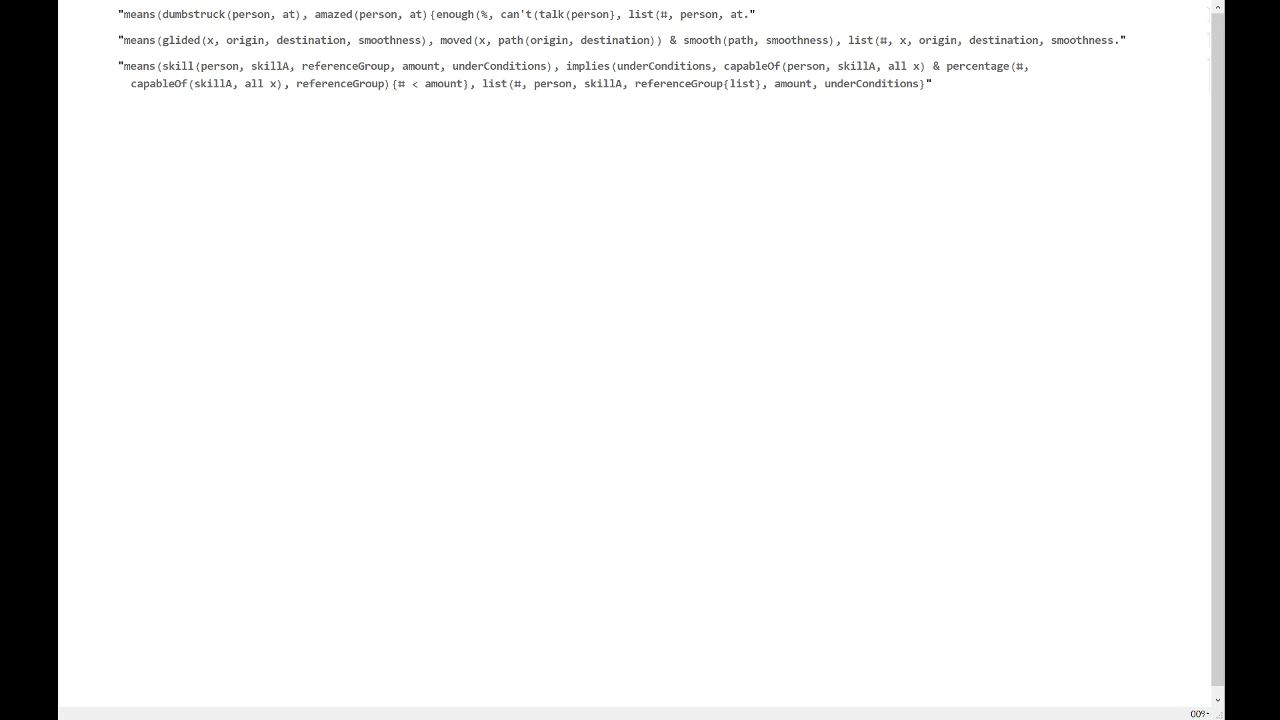 "means(dumbstruck(person, at), amazed(person, at){enough(%, can't(talk(person}, list(#, person, at."
"means(glided(x, origin, destination, smoothness), moved(x, path(origin, destination)) & smooth(path, smoothness), list(#, x, origin, destination, smoothness."
"means(skill(person, skillA, referenceGroup, amount, underConditions), implies(underConditions, capableOf(person, skillA, all x) & percentage(#,
capableOf(skillA, all x), referenceGroup){# < amount}, list(#, person, skillA, referenceGroup{list}, amount, underConditions}"